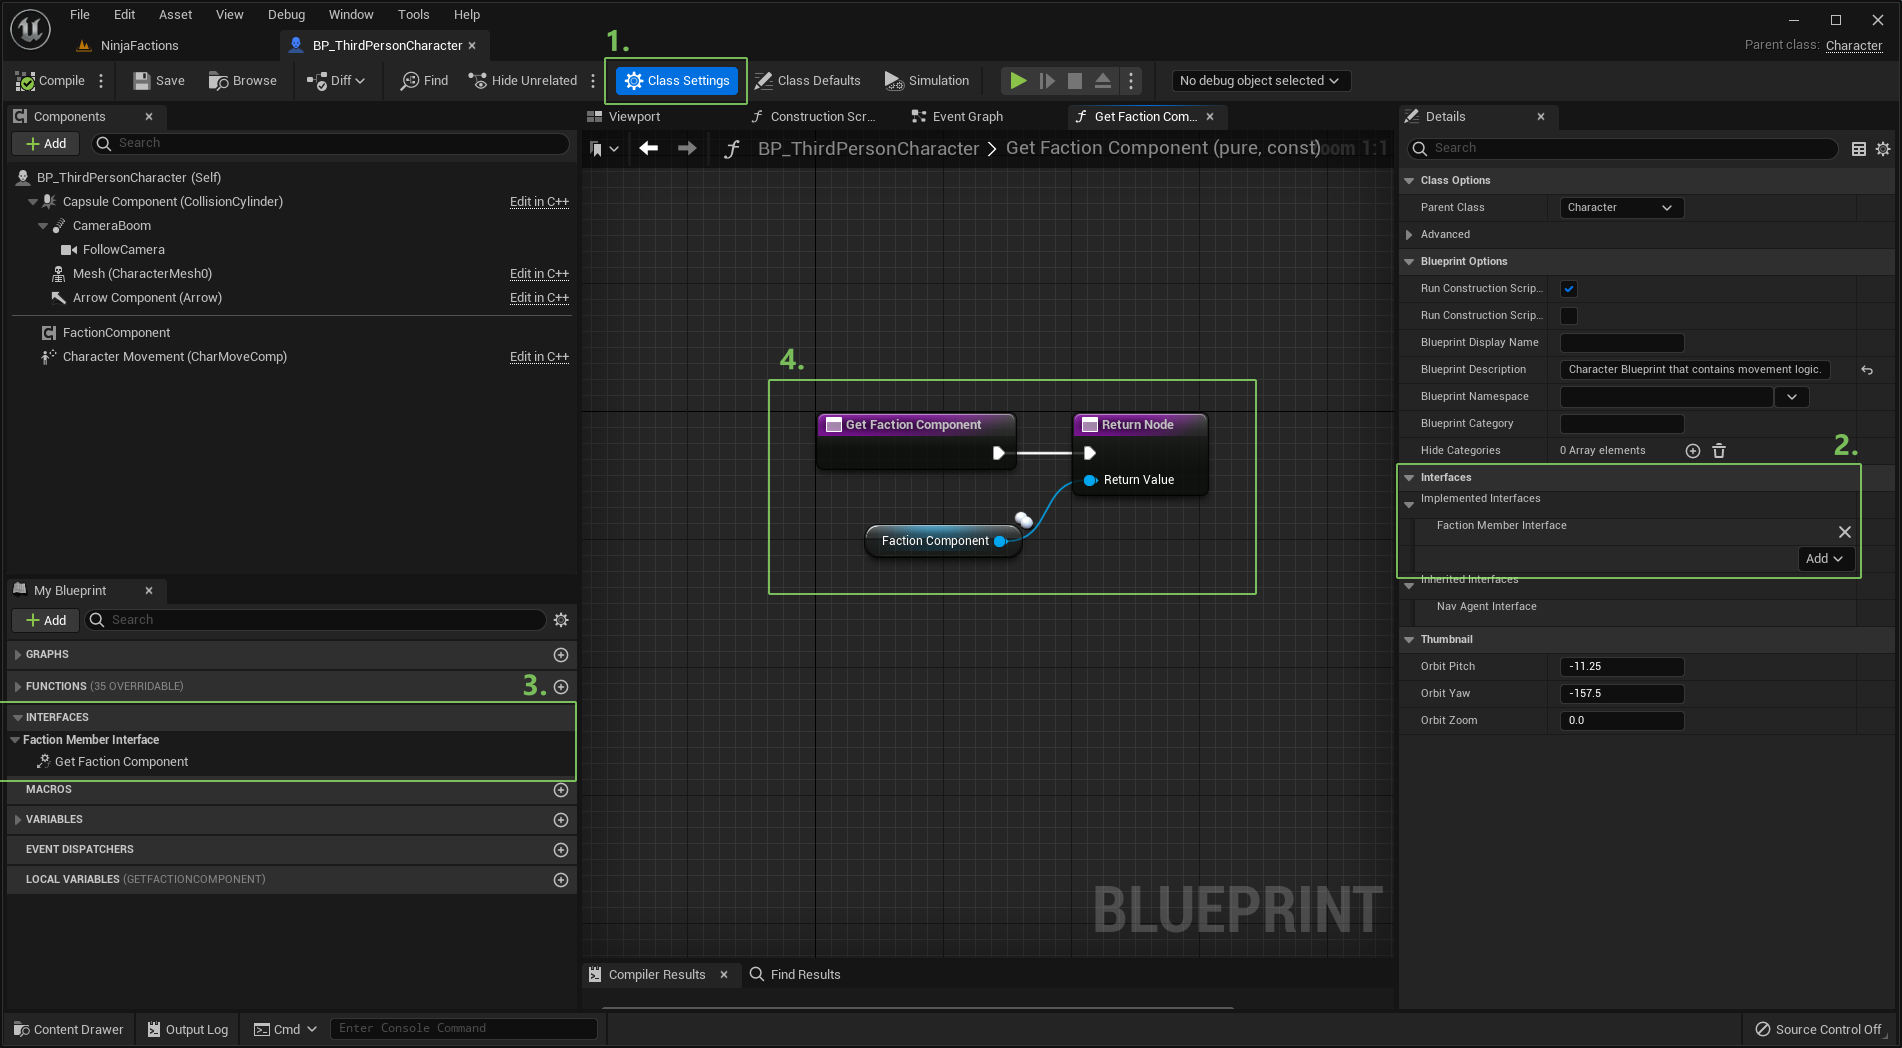 File Edit Asset View Debug Window Tools Help
NinjaFactions BP_ThirdPersonCharacter
Parent class: Character
1.
Compile Save Browse Diff Find Hide Unrelated Class Settings Class Defaults Simulation No debug object selected
Components
Add Search
BP_ThirdPersonCharacter (Self)
Capsule Component (CollisionCylinder) Edit in C++
CameraBoom
FollowCamera
Mesh (CharacterMesh0) Edit in C++
Arrow Component (Arrow) Edit in C++
FactionComponent
Character Movement (CharMoveComp) Edit in C++
My Blueprint
Add Search
GRAPHS
FUNCTIONS (35 OVERRIDABLE)
3.
INTERFACES
Faction Member Interface
Get Faction Component
MACROS
VARIABLES
EVENT DISPATCHERS
LOCAL VARIABLES (GETFACTIONCOMPONENT)
Viewport Construction Scr... Event Graph Get Faction Com...
BP_ThirdPersonCharacter > Get Faction Component (pure, const) oom 1:1
4.
Get Faction Component
Return Node
Return Value
Faction Component
BLUEPRINT
Compiler Results Find Results
Details
Search
Class Options
Parent Class Character
Advanced
Blueprint Options
Run Construction Scrip...
Run Construction Scrip...
Blueprint Display Name
Blueprint Description Character Blueprint that contains movement logic.
Blueprint Namespace
Blueprint Category
Hide Categories 0 Array elements
2.
Interfaces
Implemented Interfaces
Faction Member Interface
Add
Inherited Interfaces
Nav Agent Interface
Thumbnail
Orbit Pitch -11.25
Orbit Yaw -157.5
Orbit Zoom 0.0
Content Drawer Output Log Cmd Enter Console Command Source Control Off